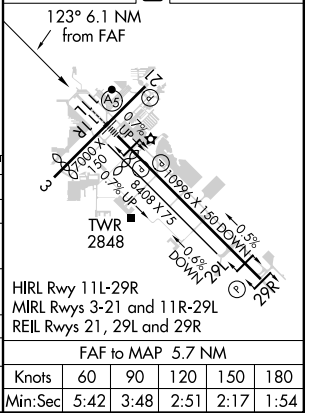 123° 6.1 NM
from FAF
21
P
A5
11L
11R
0.7%
UP
P
P
7000 X
150
3
0.7% UP
8408 X 75
10996 X 150
DOWN
0.5%
TWR
2848
0.6%
DOWN
29L
P
29R
HIRL Rwy 11L-29R
MIRL Rwys 3-21 and 11R-29L
REIL Rwys 21, 29L and 29R
FAF to MAP 5.7 NM
Knots 60 90 120 150 180
Min:Sec 5:42 3:48 2:51 2:17 1:54